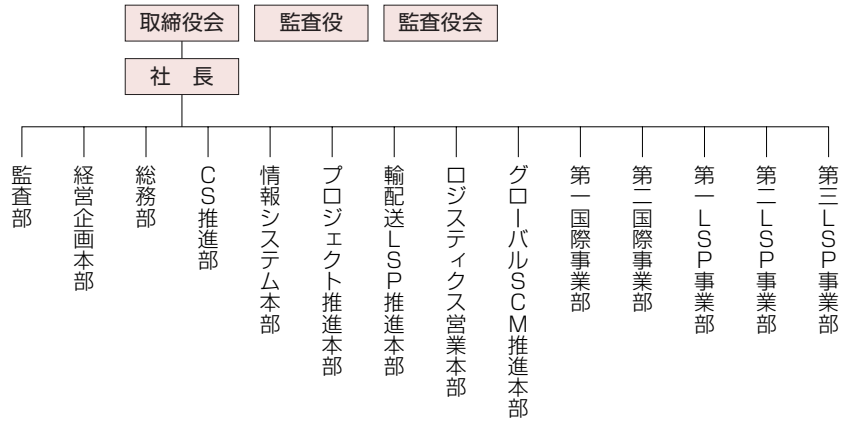 取締役会
監査役
監査役会
社 長
監査部
経営企画本部
総務部
CS推進部
情報システム本部
プロジェクト推進本部
輸配送LSP推進本部
ロジスティクス営業本部
グローバルSCM推進本部
第一国際事業部
第二国際事業部
第一LSP事業部
第二LSP事業部
第三LSP事業部